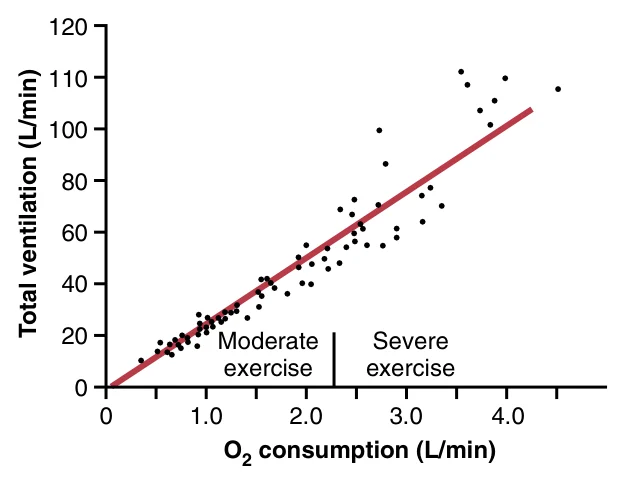 120
110
100
80
60
40
20
0
Total ventilation (L/min)
Moderate
exercise
Severe
exercise
0
1.0
2.0
3.0
4.0
O2 consumption (L/min)